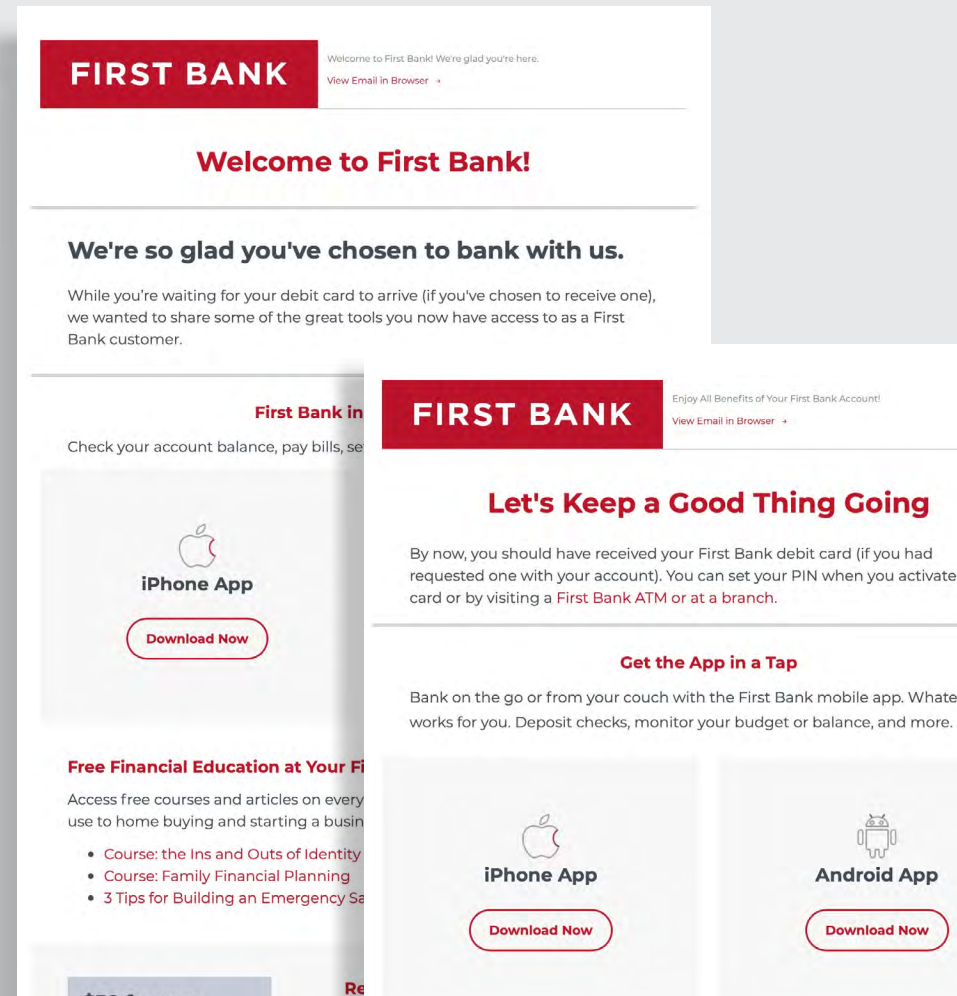 FIRST BANK
Welcome to First Bank! We're glad you're here.
View Email in Browser →
Welcome to First Bank!
We're so glad you've chosen to bank with us.
While you’re waiting for your debit card to arrive (if you've chosen to receive one),
we wanted to share some of the great tools you now have access to as a First
Bank customer.
First Bank in
Check your account balance, pay bills,
iPhone App
Download Now
Free Financial Education at Your
Access free courses and articles on every
use to home buying and starting a
• Course: the Ins and Outs of Identity
• Course: Family Financial Planning
• 3 Tips for Building an Emergency
FIRST BANK
Enjoy All Benefits of Your First Bank Account!
View Email in Browser →
Let's Keep a Good Thing Going
By now, you should have received your First Bank debit card (if you had
requested one with your account). You can set your PIN when you activate
card or by visiting a First Bank ATM or at a branch.
Get the App in a Tap
Bank on the go or from your couch with the First Bank mobile app.
works for you. Deposit checks, monitor your budget or balance, and more.
iPhone App
Download Now
Android App
Download Now